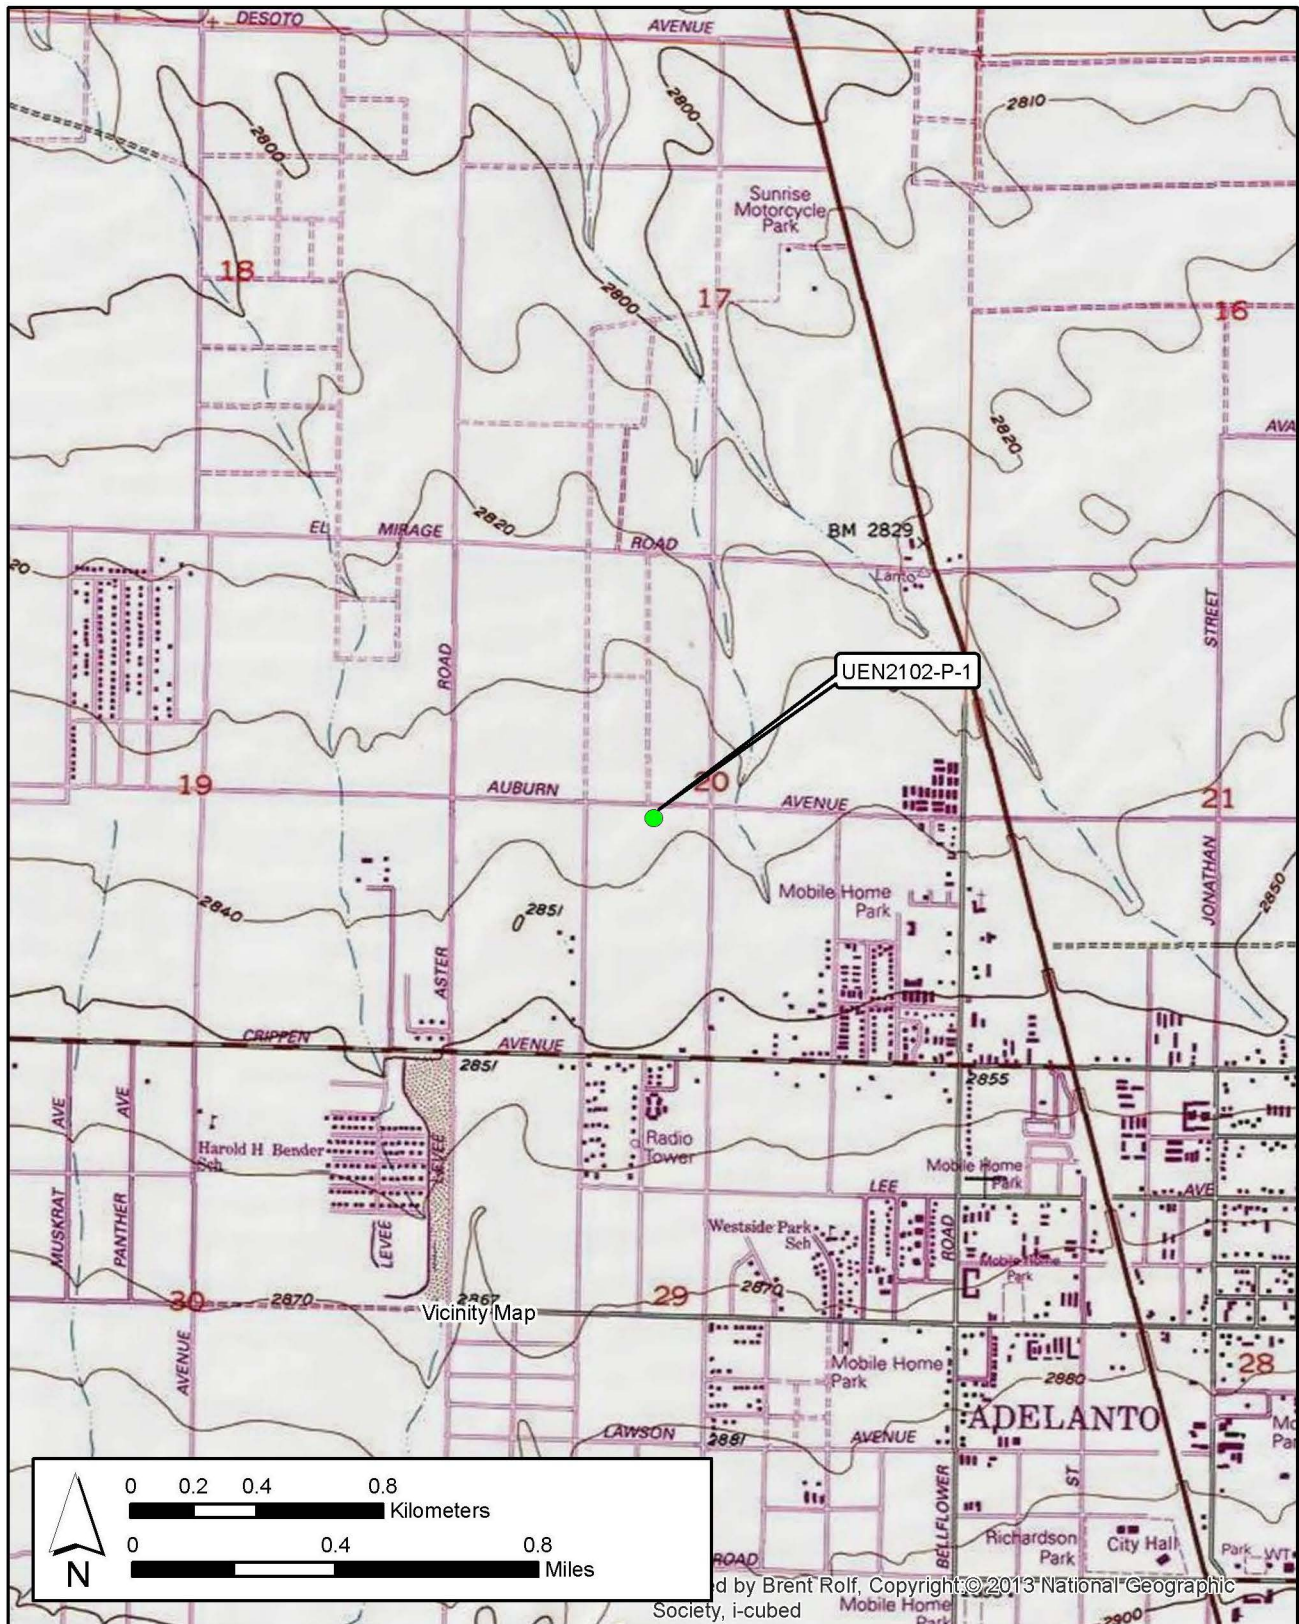 DESOTO
AVENUE
2800
2810
2800
Sunrise
Motorcycle
Park
18
2800
17
16
2820
AVA
2820
EL
MIRAGE
ROAD
BM 2829
Lanto
20
STREET
ROAD
UEN2102-P-1
19
AUBURN
20
AVENUE
21
Mobile Home
Park
JONATHAN
2850
2840
2851
ASTER
CRIPPEN
AVENUE
2851
2855
AVE
AVE
Harold H Bender
Sch
LEVEE
Radio
Tower
Mobile Home
Park
LEE
AVE
MUSKRAT
PANTHER
LEVEE
Westside Park
Sch
ROAD
Mobile Home
Park
30
2870
2867
Vicinity Map
29
2870
AVENUE
Mobile Home
Park
28
2880
ADELANTO
LAWSON
2881
AVENUE
Mo
Pa
0 0.2 0.4 0.8
Kilometers
0 0.4 0.8
Miles
N
BELLFLOWER
ST
Richardson
Park
City Hall
Park
WT
ROAD
ed by Brent Rolf, Copyright:© 2013 National Geographic
Society, i-cubed
Mobile Home
Park
2900